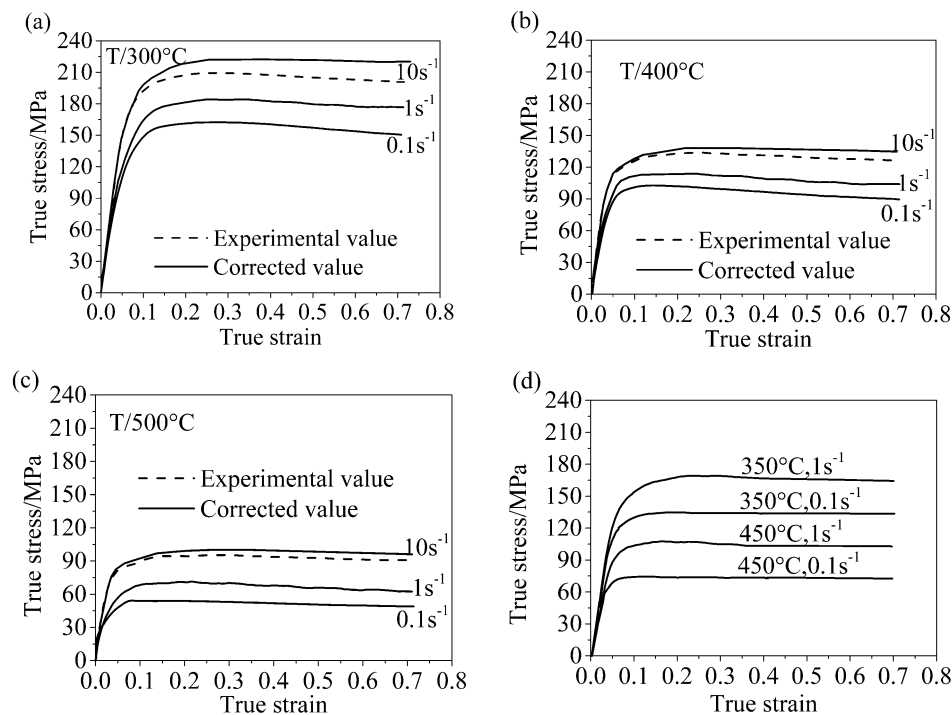 (a)
240
210
180
150
120
90
60
30
0
True stress/MPa
T/300°C
10s⁻¹
1s⁻¹
0.1s⁻¹
Experimental value
Corrected value
0.0 0.1 0.2 0.3 0.4 0.5 0.6 0.7 0.8
True strain
(b)
240
210
180
150
120
90
60
30
0
True stress/MPa
T/400°C
10s⁻¹
1s⁻¹
0.1s⁻¹
Experimental value
Corrected value
0.0 0.1 0.2 0.3 0.4 0.5 0.6 0.7 0.8
True strain
(c)
240
210
180
150
120
90
60
30
0
True stress/MPa
T/500°C
Experimental value
Corrected value
10s⁻¹
1s⁻¹
0.1s⁻¹
0.0 0.1 0.2 0.3 0.4 0.5 0.6 0.7 0.8
True strain
(d)
240
210
180
150
120
90
60
30
0
True stress/MPa
350°C,1s⁻¹
350°C,0.1s⁻¹
450°C,1s⁻¹
450°C,0.1s⁻¹
0.0 0.1 0.2 0.3 0.4 0.5 0.6 0.7 0.8
True strain